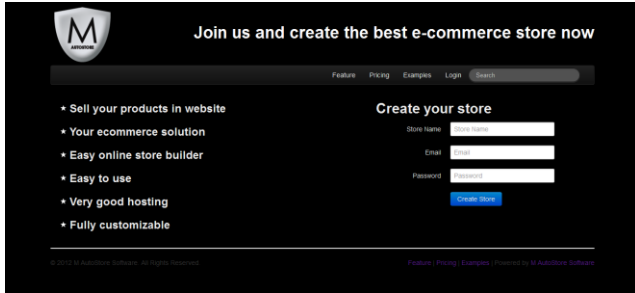 M
AUTOSTORE
Join us and create the best e-commerce store now
Feature Pricing Examples Login Search
* Sell your products in website
* Your ecommerce solution
* Easy online store builder
* Easy to use
* Very good hosting
* Fully customizable
Create your store
Store Name Store Name
Email Email
Password Password
Create Store
© 2012 M AutoStore Software. All Rights Reserved.
Feature | Pricing | Examples | Powered by M AutoStore Software